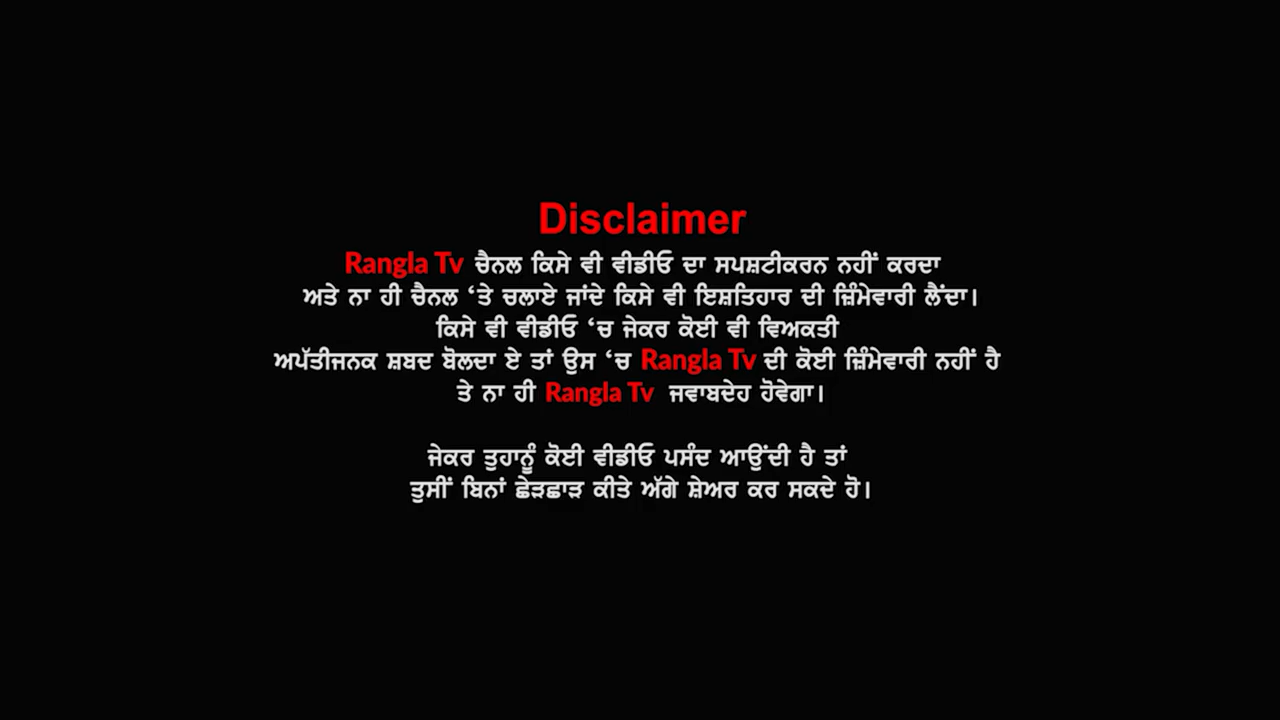 Disclaimer
Rangla Tv ਚੈਨਲ ਕਿਸੇ ਵੀ ਵੀਡੀਓ ਦਾ ਸਪਸ਼ਟੀਕਰਨ ਨਹੀਂ ਕਰਦਾ
ਅਤੇ ਨਾ ਹੀ ਚੈਨਲ ‘ਤੇ ਚਲਾਏ ਜਾਂਦੇ ਕਿਸੇ ਵੀ ਇਸ਼ਤਿਹਾਰ ਦੀ ਜ਼ਿੰਮੇਵਾਰੀ ਲੈਂਦਾ।
ਕਿਸੇ ਵੀ ਵੀਡੀਓ ‘ਚ ਜੇਕਰ ਕੋਈ ਵੀ ਵਿਅਕਤੀ
ਅਪੱਤੀਜਨਕ ਸ਼ਬਦ ਬੋਲਦਾ ਏ ਤਾਂ ਉਸ ‘ਚ Rangla Tv ਦੀ ਕੋਈ ਜ਼ਿੰਮੇਵਾਰੀ ਨਹੀਂ ਹੈ
ਤੇ ਨਾ ਹੀ Rangla Tv ਜਵਾਬਦੇਹ ਹੋਵੇਗਾ।
ਜੇਕਰ ਤੁਹਾਨੂੰ ਕੋਈ ਵੀਡੀਓ ਪਸੰਦ ਆਉਂਦੀ ਹੈ ਤਾਂ
ਤੁਸੀਂ ਬਿਨਾਂ ਛੇੜਛਾੜ ਕੀਤੇ ਅੱਗੇ ਸ਼ੇਅਰ ਕਰ ਸਕਦੇ ਹੋ।